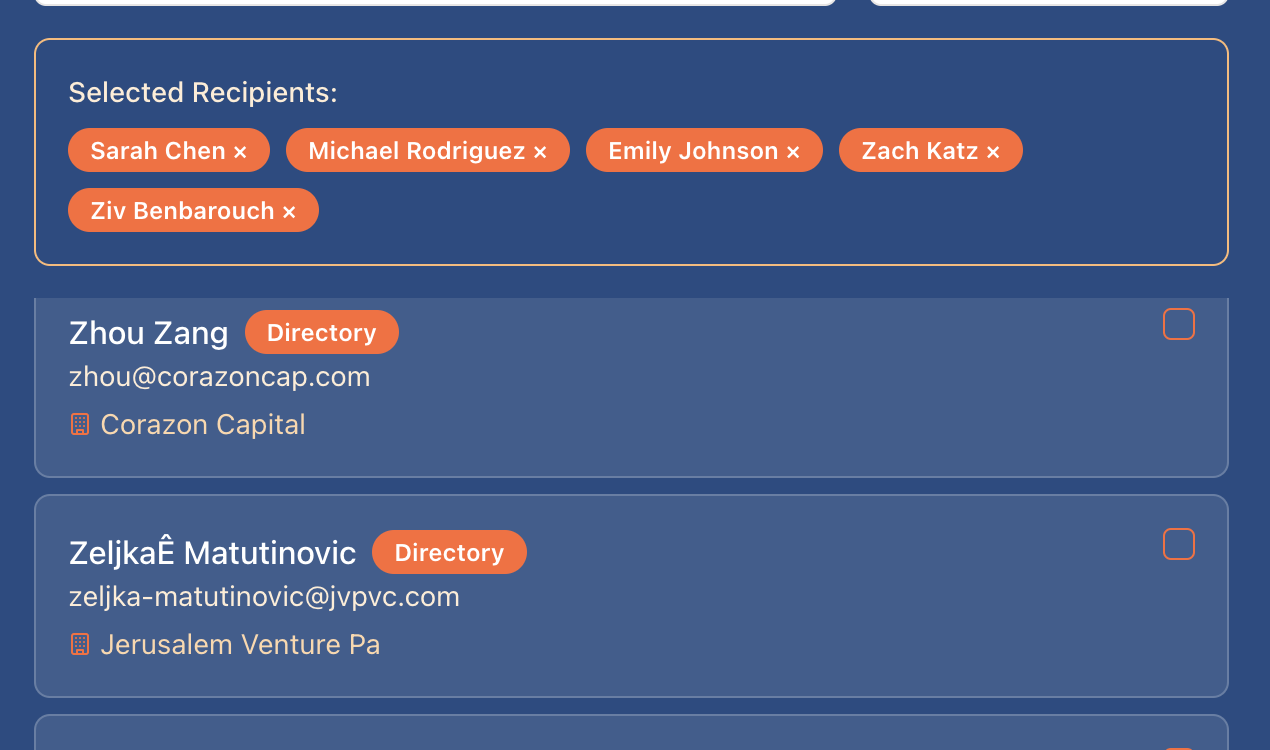 Selected Recipients:
Sarah Chen × Michael Rodriguez × Emily Johnson × Zach Katz ×
Ziv Benbarouch ×
Zhou Zang Directory
zhou@corazoncap.com
Corazon Capital
ZeljkaÊ Matutinovic Directory
zeljka-matutinovic@jvpvc.com
Jerusalem Venture Pa